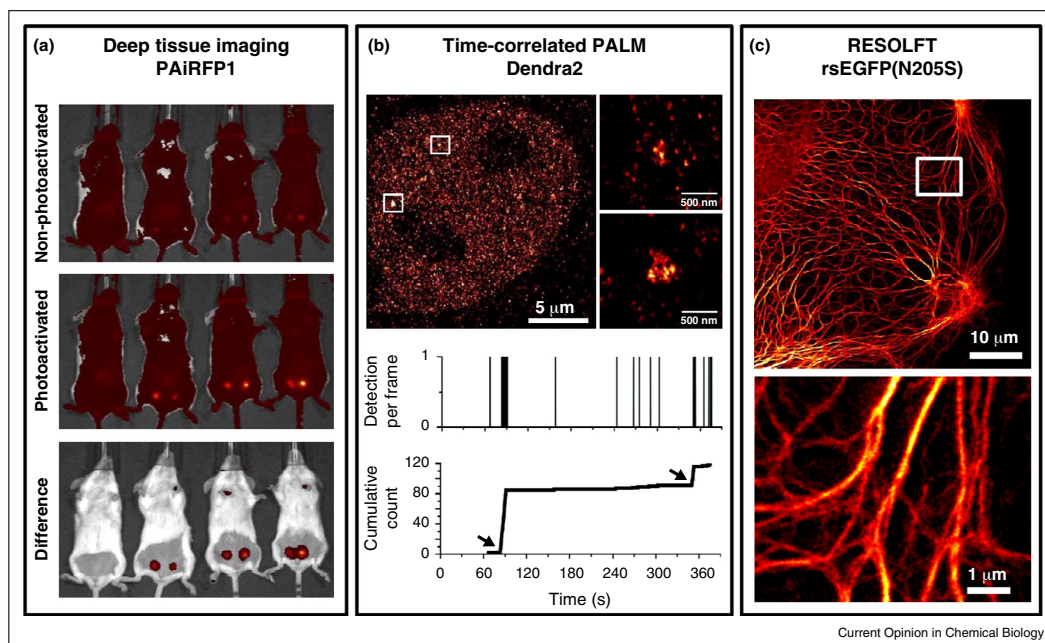 (a)
Deep tissue imaging
PAiRFP1
Non-photoactivated
Photoactivated
Difference
(b)
Time-correlated PALM
Dendra2
5 μm
500 nm
500 nm
Detection
per frame
1
0
Cumulative
count
120
80
40
0
0 60 120 180 240 300 360
Time (s)
(c)
RESOLFT
rsEGFP(N205S)
10 μm
1 μm
Current Opinion in Chemical Biology